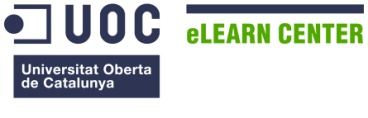 UOC
Universitat Oberta
de Catalunya
eLEARN CENTER